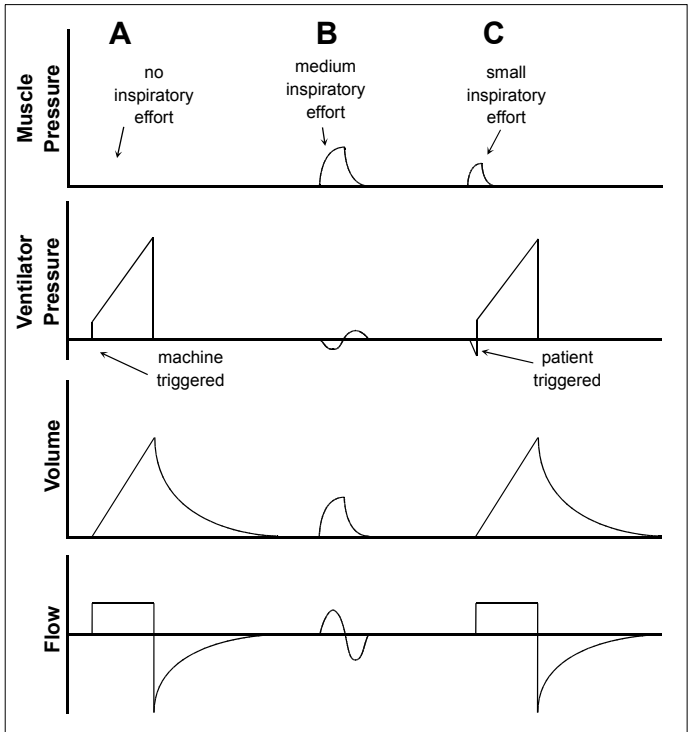 A
B
C
Muscle
Pressure
no
inspiratory
effort
medium
inspiratory
effort
small
inspiratory
effort
Ventilator
Pressure
machine
triggered
patient
triggered
Volume
Flow